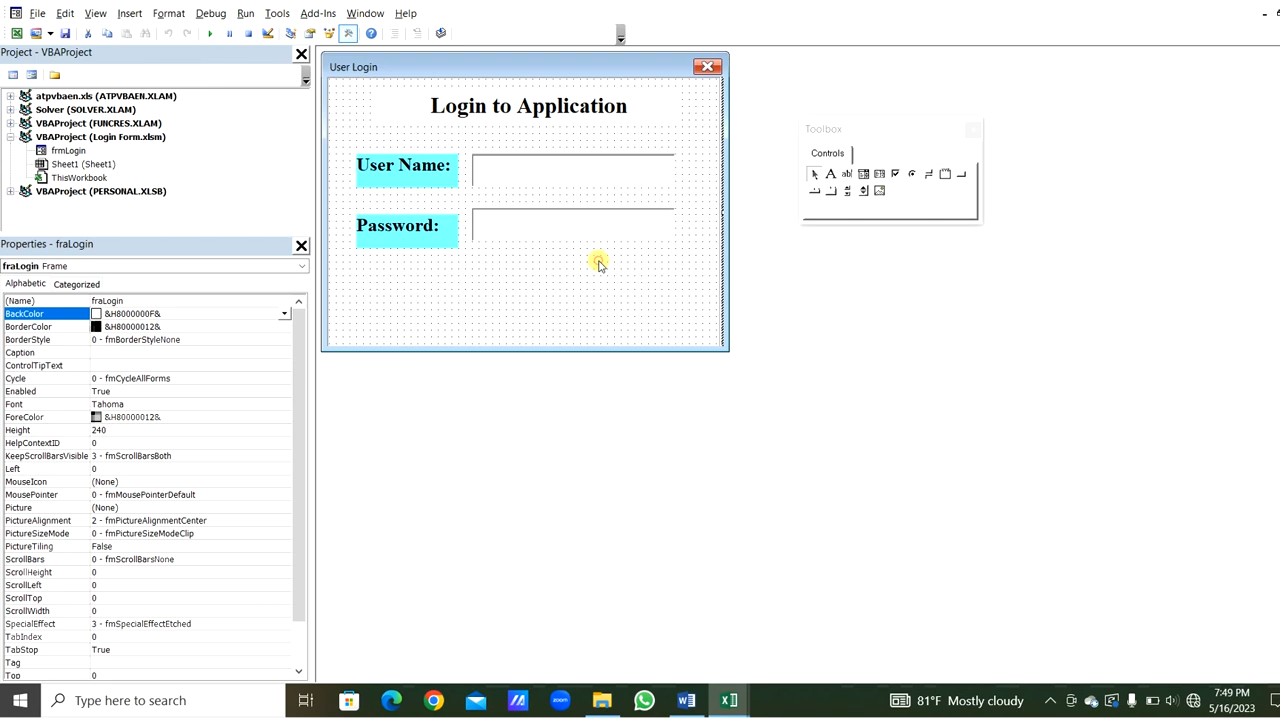 File Edit View Insert Format Debug Run Tools Add-Ins Window Help
Project - VBAProject
atpvbaen.xls (ATPVBAEN.XLAM)
Solver (SOLVER.XLAM)
VBAProject (FUNCRES.XLAM)
VBAProject (Login Form.xlsm)
frmLogin
Sheet1 (Sheet1)
ThisWorkbook
VBAProject (PERSONAL.XLSB)
Properties - fraLogin
fraLogin Frame
Alphabetic Categorized
(Name) fraLogin
BackColor &H8000000F&
BorderColor &H80000012&
BorderStyle 0 - fmBorderStyleNone
Caption
ControlTipText
Cycle 0 - fmCycleAllForms
Enabled True
Font Tahoma
ForeColor &H80000012&
Height 240
HelpContextID 0
KeepScrollBarsVisible 3 - fmScrollBarsBoth
Left 0
MouseIcon (None)
MousePointer 0 - fmMousePointerDefault
Picture (None)
PictureAlignment 2 - fmPictureAlignmentCenter
PictureSizeMode 0 - fmPictureSizeModeClip
PictureTiling False
ScrollBars 0 - fmScrollBarsNone
ScrollHeight 0
ScrollLeft 0
ScrollTop 0
ScrollWidth 0
SpecialEffect 3 - fmSpecialEffectEtched
TabIndex 0
TabStop True
Tag
Top 0
User Login
Login to Application
User Name:
Password:
Toolbox
Controls
A abl
Type here to search
zoom
81°F Mostly cloudy
7:49 PM
5/16/2023